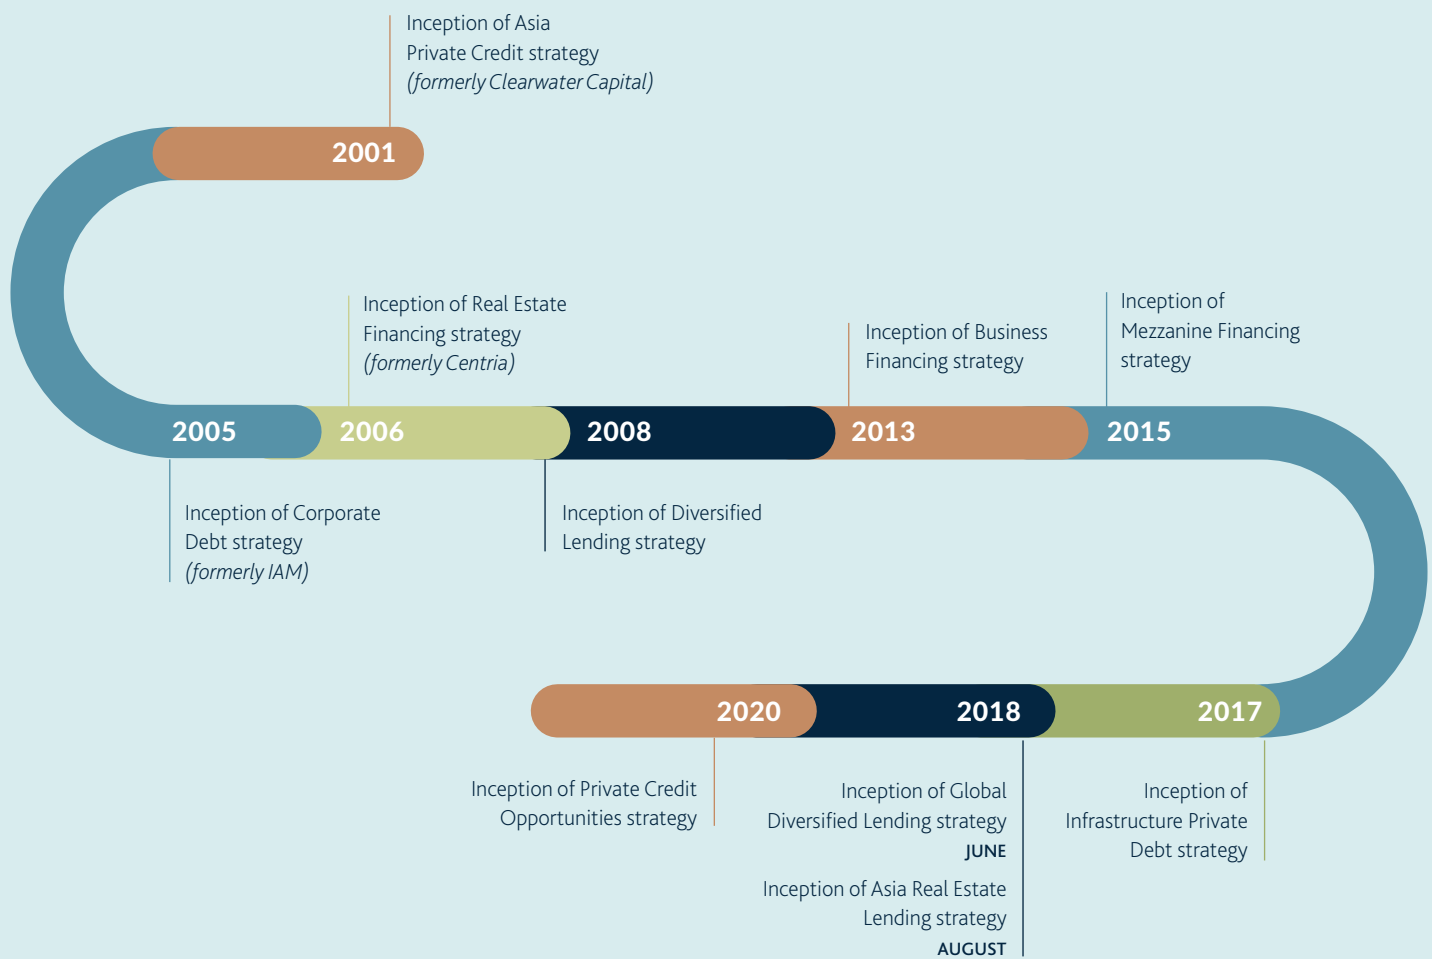 Inception of Asia
Private Credit strategy
(formerly Clearwater Capital)
2001
Inception of Real Estate
Financing strategy
(formerly Centria)
Inception of Business
Financing strategy
Inception of
Mezzanine Financing
strategy
2005
2006
2008
2013
2015
Inception of Corporate
Debt strategy
(formerly IAM)
Inception of Diversified
Lending strategy
2020
2018
2017
Inception of Private Credit
Opportunities strategy
Inception of Global
Diversified Lending strategy
JUNE
Inception of Asia Real Estate
Lending strategy
AUGUST
Inception of
Infrastructure Private
Debt strategy